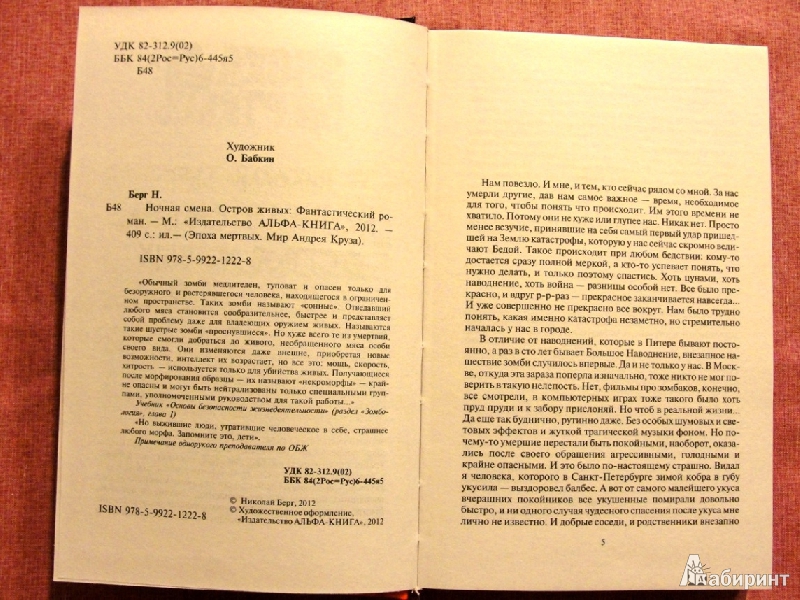 УДК 82-312.9(02)
ББК 84(2Рос=Рус)6-445я5
Б48
Художник
О. Бабкин
Берг Н.
Б48 Ночная смена. Остров живых: Фантастический ро-
ман. — М.: «Издательство АЛЬФА-КНИГА», 2012. —
409 с.: ил.— (Эпоха мертвых. Мир Андрея Круза).
ISBN 978-5-9922-1222-8
«Обычный зомби медлителен, туповат и опасен только для
безоружного и растерявшегося человека, находящегося в ограничен-
ном пространстве. Таких зомби называют «сонные». Отведавший
любого мяса становится сообразительнее, быстрее и представляет
собой проблему даже для владеющих оружием живых. Называются
такие шустрые зомби «проснувшиеся». Но хуже всего те из умертвий,
которые смогли добраться до живого, необращенного мяса особи
своего вида. Они изменяются даже внешне, приобретая новые
возможности, интеллект их возрастает, но все это: мощь, скорость,
хитрость — используется только для убийства живых. Получающиеся
после морфирования образцы — их называют «некроморфы» — край-
не опасны и могут быть нейтрализованы только специальными груп-
пами, уполномоченными руководством для такой работы...»
Учебник «Основы безопасности жизнедеятельности» (раздел «Зомбо-
логия», глава 1)
«Но выжившие люди, утратившие человеческое в себе, страшнее
любого морфа. Запомните это, дети».
Примечание одноруколго преподавателя по ОБЖ
УДК 82-312.9(02)
ББК 84(2Рос=Рус)6-445я5
© Николай Берг, 2012
© Художественное оформление.
«Издательство АЛЬФА-КНИГА», 2012
ISBN 978-5-9922-1222-8
Нам повезло. И мне, и тем, кто сейчас рядом со мной. За нас
умерли другие, дав нам самое важное — время, необходимое
для того, чтобы понять что происходит. Им этого времени не
хватило. Потому они не хуже или глупее нас. Никак нет. Просто
менее везучие, принявшие на себя самый первый удар пришед-
шей на Землю катастрофы, которую у нас сейчас скромно вели-
чают Бедой. Такое происходит при любом бедствии: кому-то
достается сразу полной меркой, а кто-то успевает понять, что
нужно делать, и только поэтому спастись. Хоть цунами, хоть
наводнение, хоть война — разницы особой нет. Все было пре-
красно, и вдруг р-р-раз — прекрасное заканчивается навсегда...
И уже совершенно не прекрасно все вокруг. Нам было трудно
понять, какая именно катастрофа незаметно, но стремительно
началась у нас в городе.
В отличие от наводнений, которые в Питере бывают посто-
янно, а раз в сто лет бывает Большое Наводнение, внезапное на-
шествие зомби случилось впервые. Да и не только у нас. В Мос-
кве, откуда эта зараза поперла изначально, тоже никто не мог по-
верить в такую нелепость. Нет, фильмы про зомбаков, конечно,
все смотрели, в компьютерных играх тоже такого было хоть
пруд пруди и к забору прислоняй. Но чтоб в реальной жизни...
Да еще так буднично, рутинно даже. Без особых шумовых и све-
товых эффектов и жуткой трагической музыки фоном. Но по-
чему-то умершие перестали быть покойными, наоборот, оказа-
лись после своего обращения агрессивными, голодными и
крайне опасными. И это было по-настоящему страшно. Видал я
я человека, которого в Санкт-Петербурге зимой кобра в губу
укусила — выздоровел балбес. А вот от самого малейшего укуса
вчерашних покойников все укушенные помирали довольно
быстро, и ни одного случая чудесного спасения после укуса мне
лично не известно. И добрые соседи, и родственники внезапно
5
Лабиринт